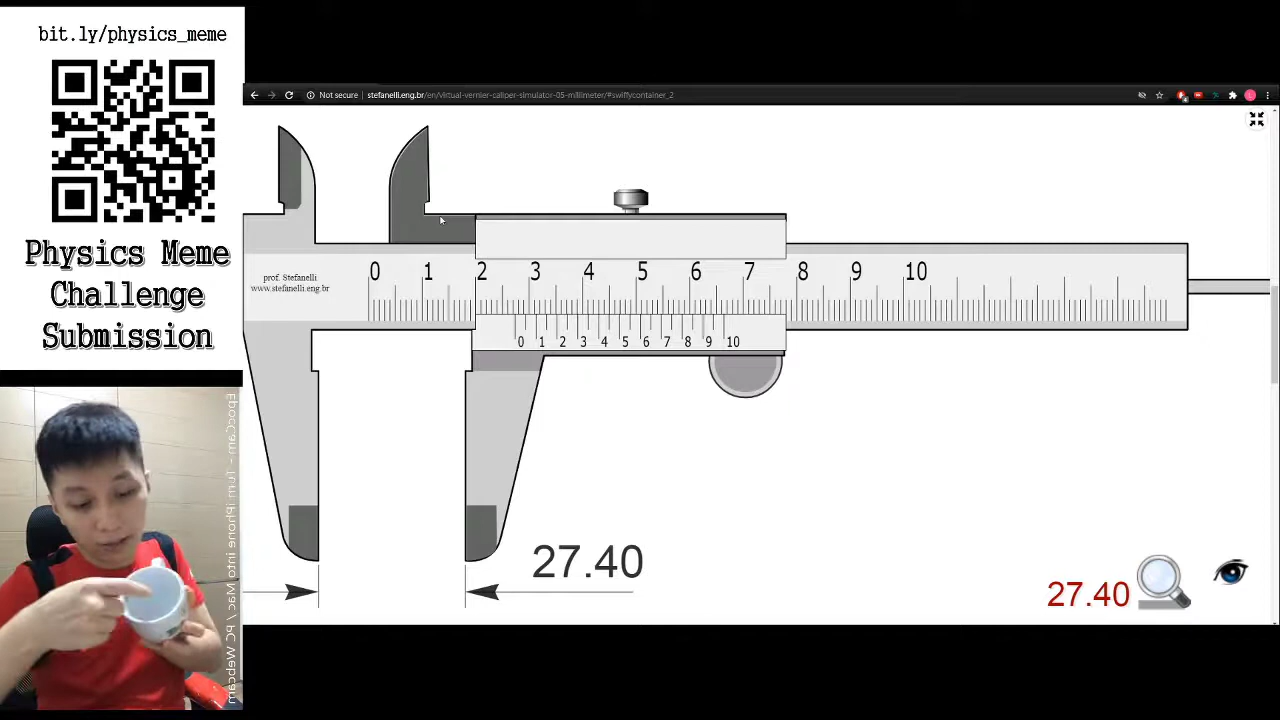 bit.ly/physics_meme
Physics Meme
Challenge
Submission
Not secure
stefanelli.eng.br/en/virtual-vernier-caliper-simulator-05-millimeter/#swiffycontainer_2
prof. Stefanelli
www.stefanelli.eng.br
0 1 2 3 4 5 6 7 8 9 10
0 1 2 3 4 5 6 7 8 9 10
27.40
27.40